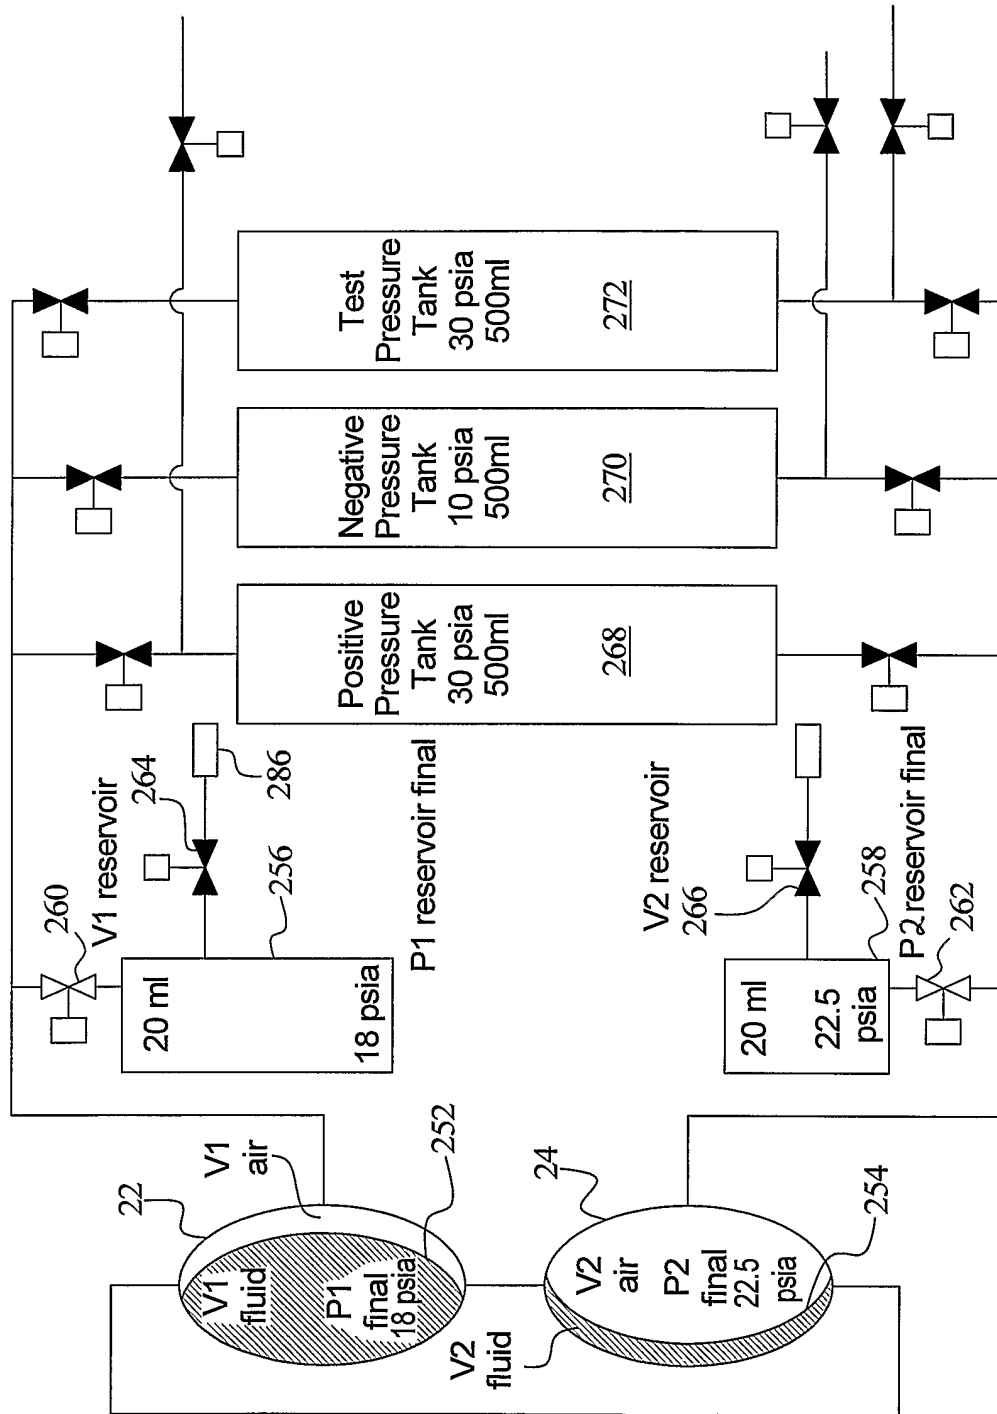 Test
Pressure
Tank
30 psia
500ml
272
Negative
Pressure
Tank
10 psia
500ml
270
Positive
Pressure
Tank
30 psia
500ml
268
V1 reservoir
264
286
260
256
20 ml
18 psia
P1 reservoir final
V2 reservoir
266
258
P2 reservoir final
262
20 ml
22.5
psia
V1
air
22
252
V1
fluid
P1
final
18 psia
24
254
V2
air
P2
final
22.5
psia
V2
fluid